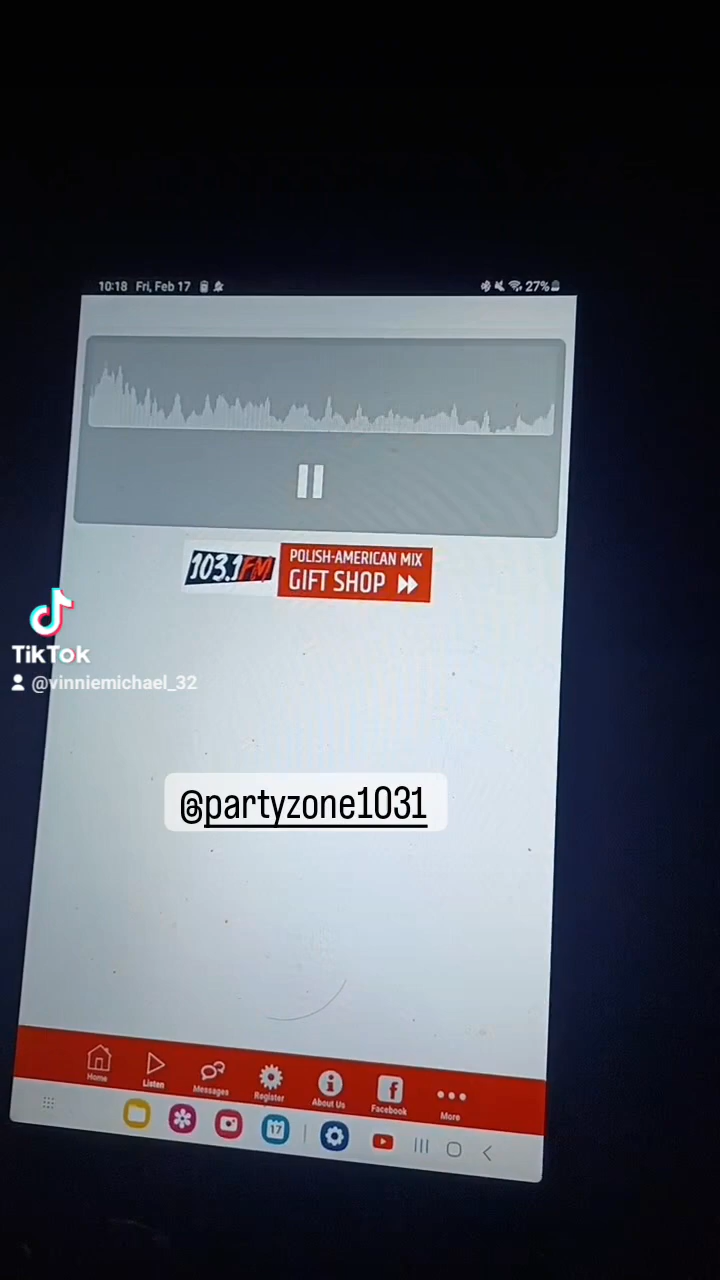 10:18 Fri, Feb 17
27%
103.1FM
POLISH-AMERICAN MIX
GIFT SHOP
TikTok
@vinniemichael_32
@partyzone1031
Home
Listen
Messages
Register
About Us
Facebook
More
17